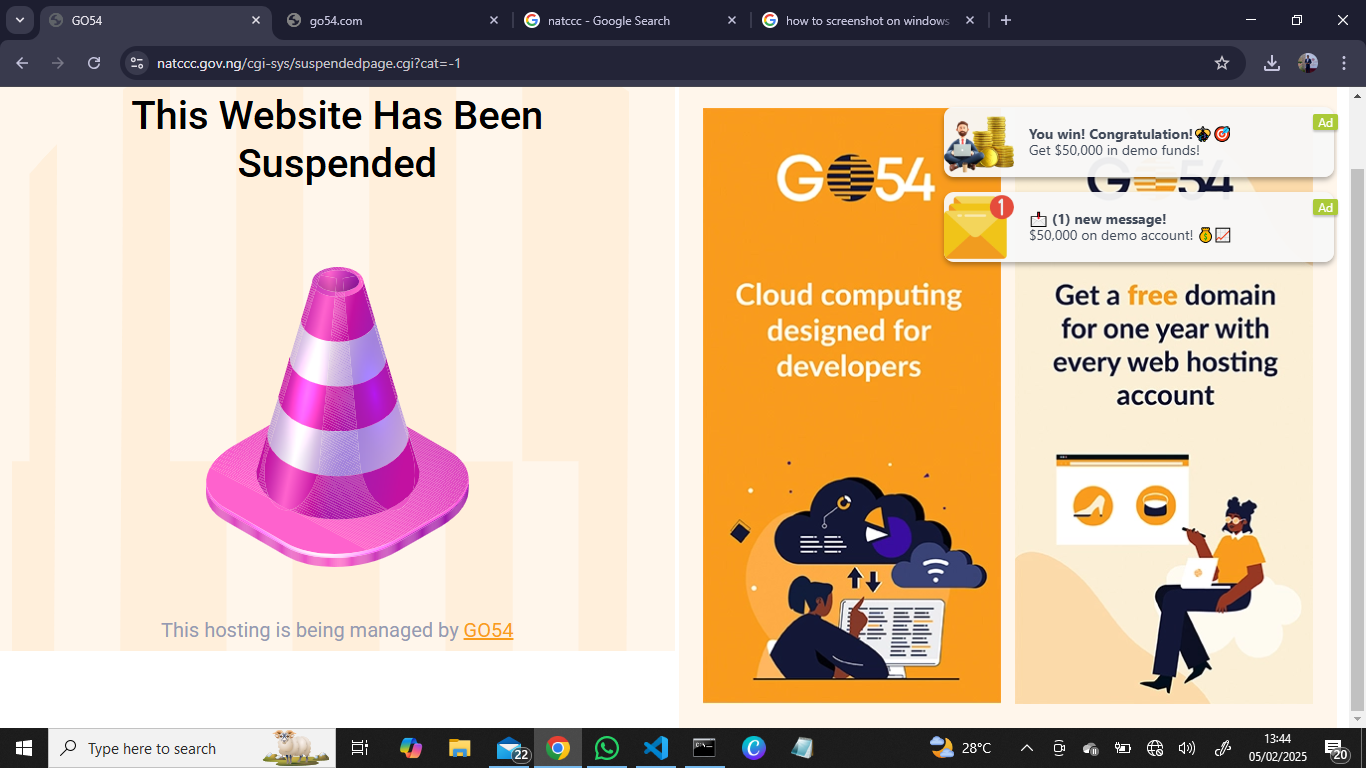 GO54
go54.com
natccc - Google Search
how to screenshot on windows
natccc.gov.ng/cgi-sys/suspendedpage.cgi?cat=-1
This Website Has Been
Suspended
This hosting is being managed by GO54
GO54
Cloud computing
designed for
developers
GO54
Get a free domain
for one year with
every web hosting
account
You win! Congratulation!
Get $50,000 in demo funds!
Ad
1
(1) new message!
$50,000 on demo account!
Ad
Type here to search
22
28°C
13:44
05/02/2025
20